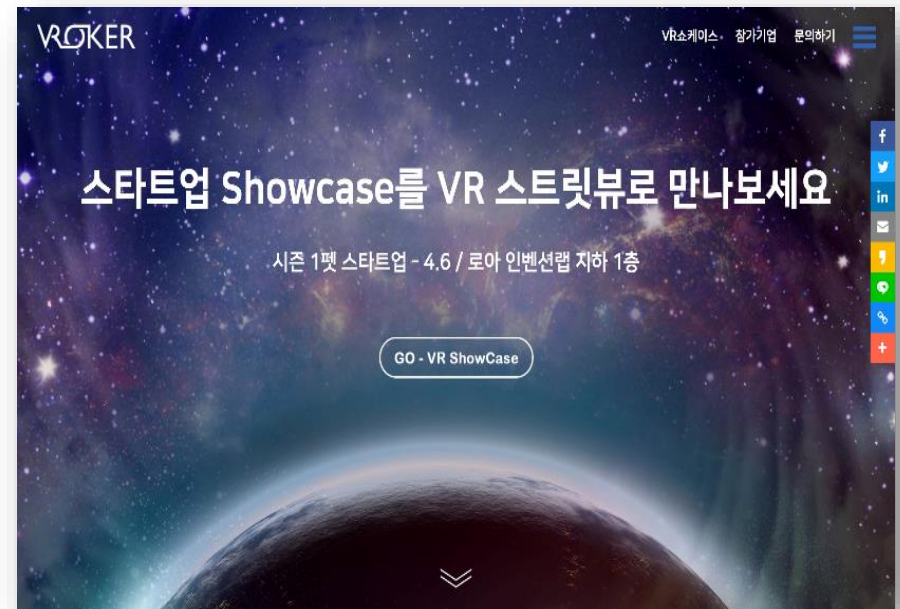 VROKER
VR쇼케이스 참가기업 문의하기
스타트업 Showcase를 VR 스트릿뷰로 만나보세요
시즌 1펫 스타트업 - 4.6 / 로아 인벤션랩 지하 1층
GO - VR ShowCase
f
in